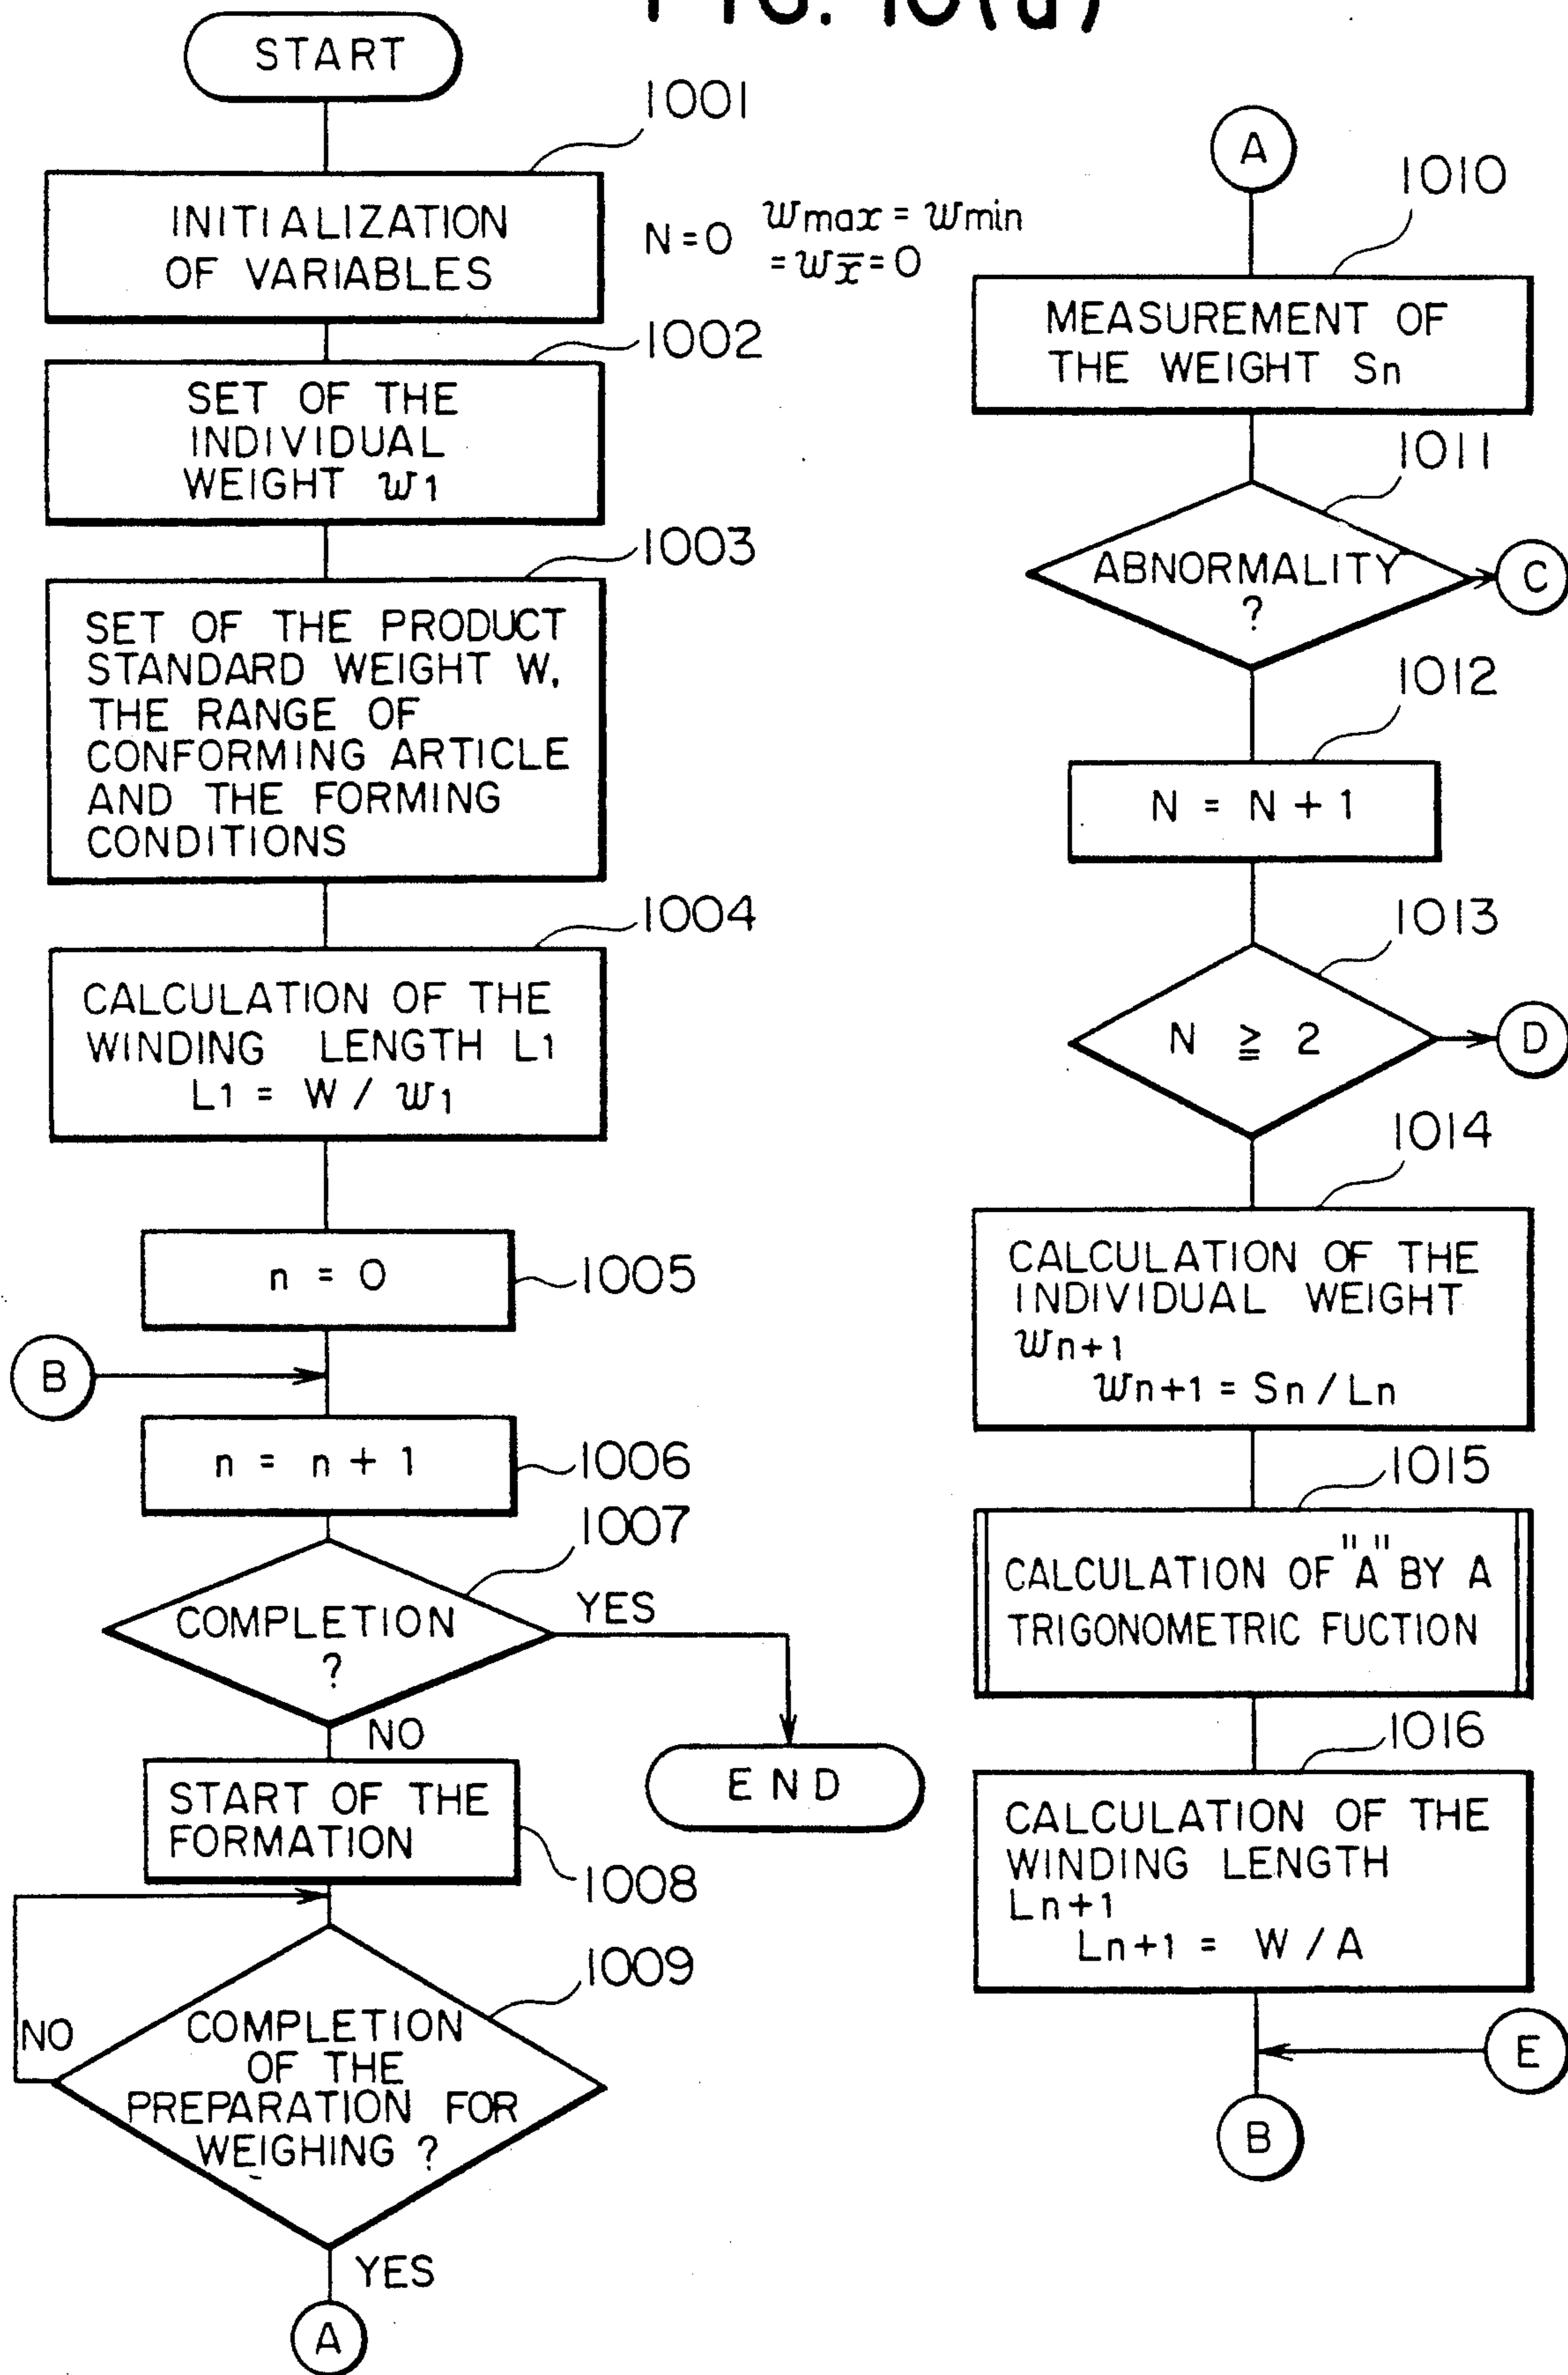 FIG. 10(a)
START
1001
INITIALIZATION
OF VARIABLES
N=0 wmax = wmin
= wx̅ = 0
1002
SET OF THE
INDIVIDUAL
WEIGHT w1
1003
SET OF THE PRODUCT
STANDARD WEIGHT W,
THE RANGE OF
CONFORMING ARTICLE
AND THE FORMING
CONDITIONS
1004
CALCULATION OF THE
WINDING LENGTH L1
L1 = W / w1
n = 0
1005
B
n = n + 1
1006
1007
COMPLETION
?
YES
NO
END
START OF THE
FORMATION
1008
1009
NO
COMPLETION
OF THE
PREPARATION FOR
WEIGHING ?
YES
A
A
1010
MEASUREMENT OF
THE WEIGHT Sn
1011
ABNORMALITY
?
C
1012
N = N + 1
1013
N ≧ 2
D
1014
CALCULATION OF THE
INDIVIDUAL WEIGHT
wn+1
wn+1 = Sn / Ln
1015
CALCULATION OF "A" BY A
TRIGONOMETRIC FUCTION
1016
CALCULATION OF THE
WINDING LENGTH
Ln+1
Ln+1 = W / A
E
B